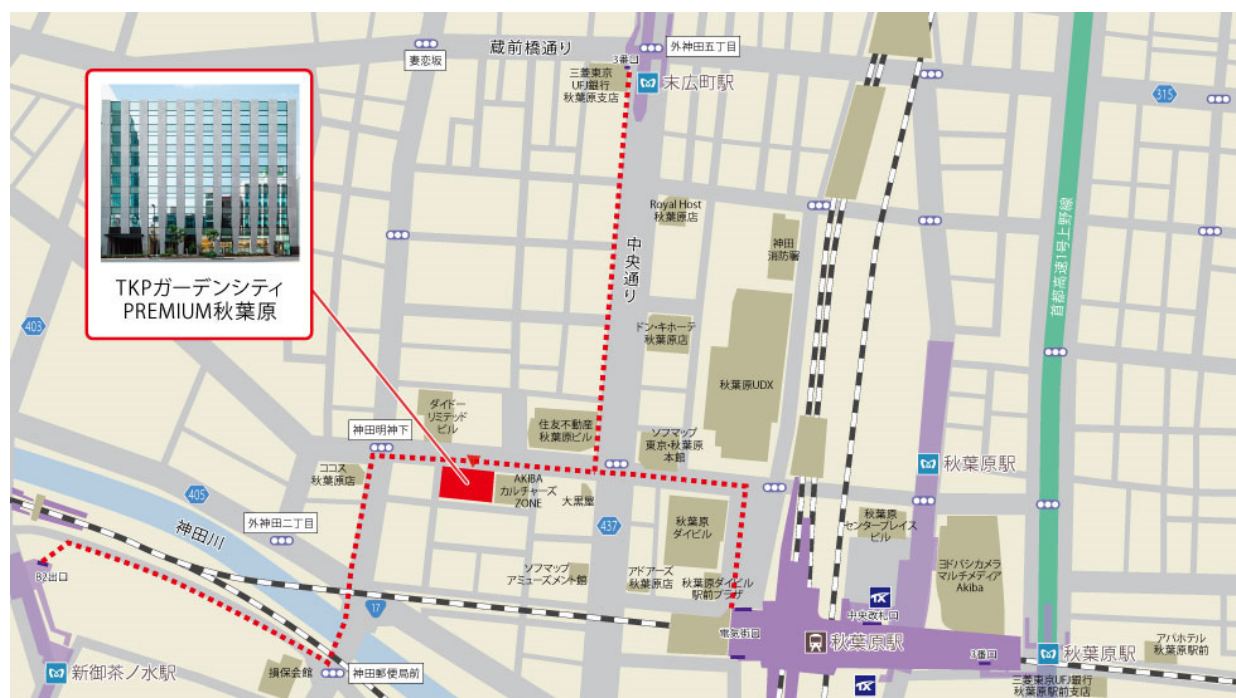 蔵前橋通り
外神田五丁目
妻恋坂
3番口
三菱東京
UFJ銀行
秋葉原支店
末広町駅
315
TKPガーデンシティ
PREMIUM秋葉原
Royal Host
秋葉原店
中央通り
神田
消防署
首都高速1号上野線
403
ドン・キホーテ
秋葉原店
秋葉原UDX
ダイドー
リミテッド
ビル
神田明神下
住友不動産
秋葉原ビル
ソフマップ
東京・秋葉原
本館
ココス
秋葉原店
AKIBA
カルチャーズ
ZONE
大黒屋
秋葉原駅
405
外神田二丁目
437
秋葉原
ダイビル
秋葉原
センタープレイス
ビル
神田川
B2出口
ソフマップ
アミューズメント館
アドアーズ
秋葉原店
秋葉原ダイビル
駅前プラザ
ヨドバシカメラ
マルチメディア
Akiba
17
TX
中央改札口
電気街口
秋葉原駅
3番口
秋葉原駅
アパホテル
秋葉原駅前
新御茶ノ水駅
損保会館
神田郵便局前
TX
三菱東京UFJ銀行
秋葉原駅前支店